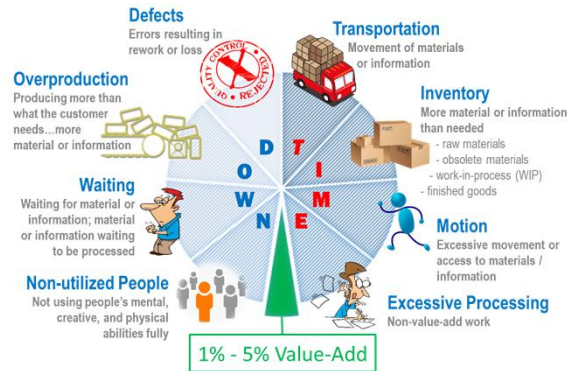 Defects
Errors resulting in
rework or loss
QUALITY CONTROL
REJECTED
Transportation
Movement of materials
or information
Overproduction
Producing more than
what the customer
needs...more
material or information
Inventory
More material or information
than needed
- raw materials
- obsolete materials
- work-in-process (WIP)
- finished goods
D
O
W
N
T
I
M
E
Waiting
Waiting for material or
information; material
or information waiting
to be processed
Motion
Excessive movement or
access to materials /
information
Non-utilized People
Not using people's mental,
creative, and physical
abilities fully
Excessive Processing
Non-value-add work
1% - 5% Value-Add